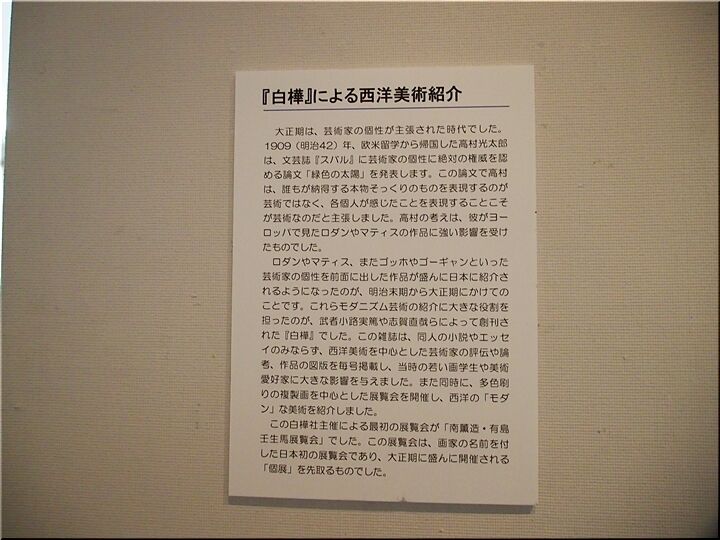 『白樺』による西洋美術紹介
大正期は、芸術家の個性が主張された時代でした。
1909（明治42）年、欧米留学から帰国した高村光太郎
は、文芸誌『スバル』に芸術家の個性に絶対の権威を認
める論文「緑色の太陽」を発表します。この論文で高村
は、誰もが納得する本物そっくりのものを表現するのが
芸術ではなく、各個人が感じたことを表現することこそ
が芸術なのだと主張しました。高村の考えは、彼がヨー
ロッパで見たロダンやマティスの作品に強い影響を受け
たものでした。
ロダンやマティス、またゴッホやゴーギャンといった
芸術家の個性を前面に出した作品が盛んに日本に紹介さ
れるようになったのが、明治末期から大正期にかけての
ことです。これらモダニズム芸術の紹介に大きな役割を
担ったのが、武者小路実篤や志賀直哉らによって創刊さ
れた『白樺』でした。この雑誌は、同人の小説やエッセ
イのみならず、西洋美術を中心とした芸術家の評伝や論
考、作品の図版を毎号掲載し、当時の若い画学生や美術
愛好家に大きな影響を与えました。また同時に、多色刷
りの複製画を中心とした展覧会を開催し、西洋の「モダ
ン」な美術を紹介しました。
この白樺社主催による最初の展覧会が「南薫造・有島
壬生馬展覧会」でした。この展覧会は、画家の名前を付
した日本初の展覧会であり、大正期に盛んに開催される
「個展」を先取るものでした。